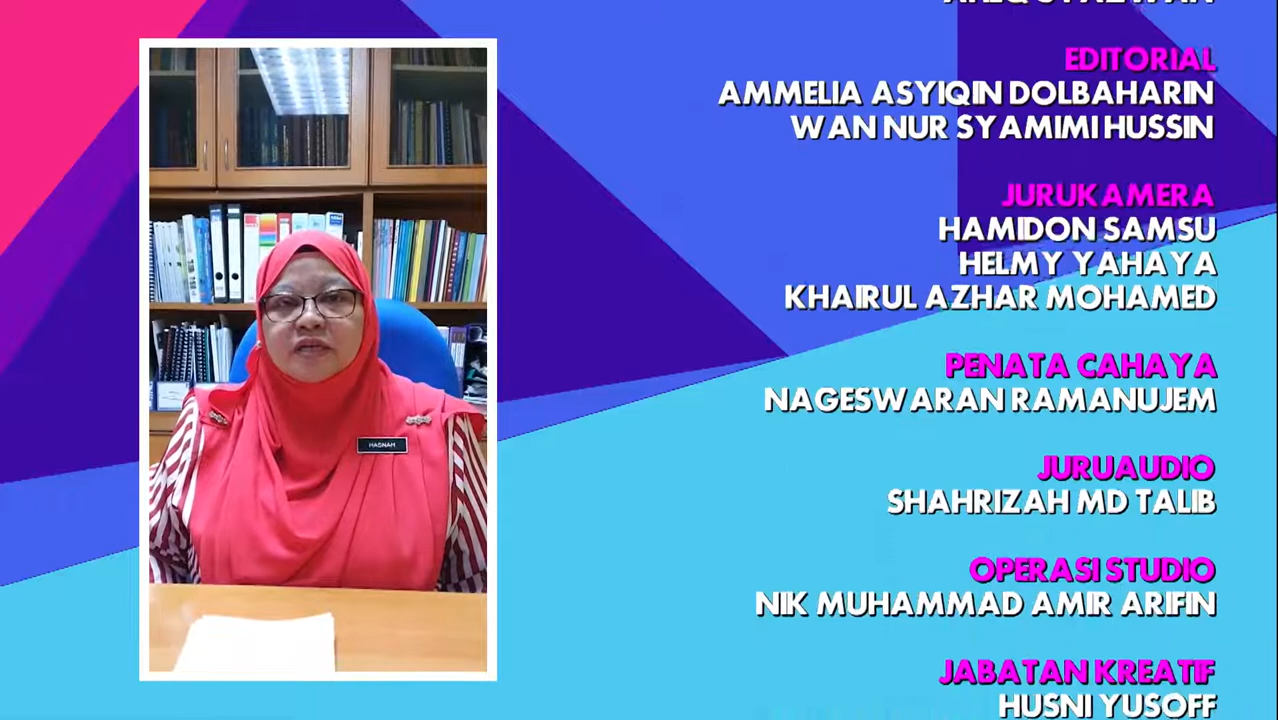 EDITORIAL
AMMELIA ASYIQIN DOLBAHARIN
WAN NUR SYAMIMI HUSSIN
JURUKAMERA
HAMIDON SAMSU
HELMY YAHAYA
KHAIRUL AZHAR MOHAMED
PENATA CAHAYA
NAGESWARAN RAMANUJEM
JURUAUDIO
SHAHRIZAH MD TALIB
OPERASI STUDIO
NIK MUHAMMAD AMIR ARIFIN
JABATAN KREATIF
HUSNI YUSOFF
HASNAH